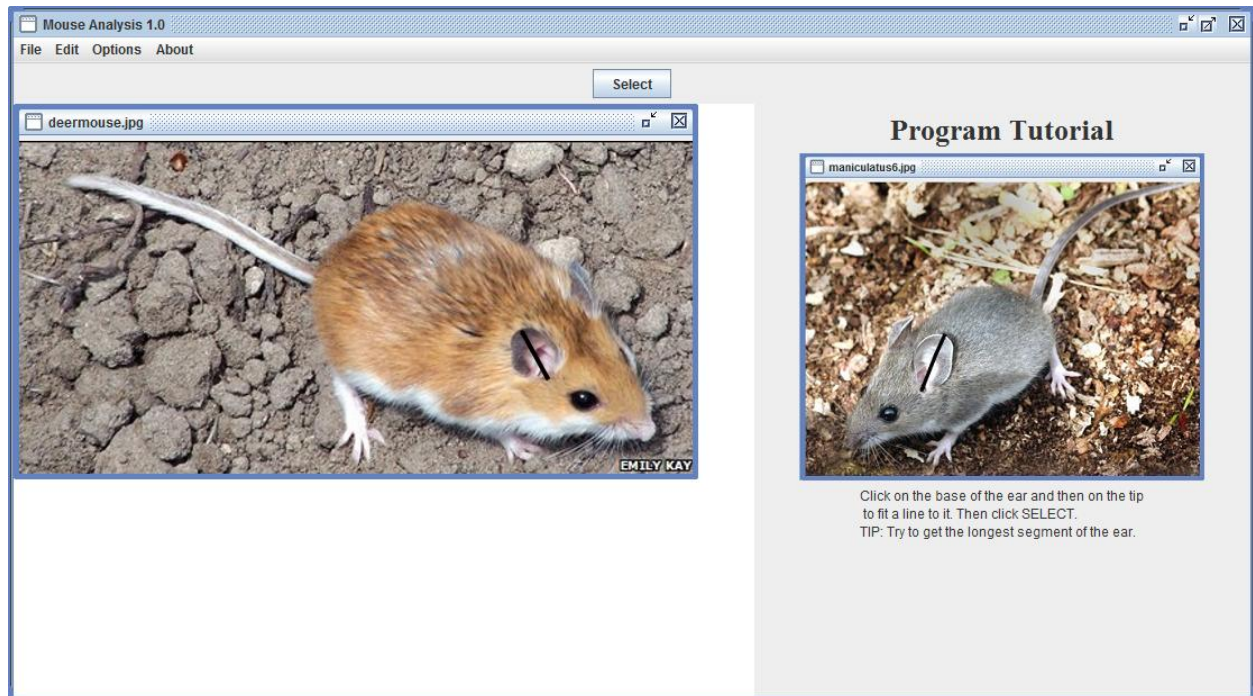 Mouse Analysis 1.0
File Edit Options About
Select
deermouse.jpg
EMILY KAY
Program Tutorial
maniculatus6.jpg
Click on the base of the ear and then on the tip
to fit a line to it. Then click SELECT.
TIP: Try to get the longest segment of the ear.